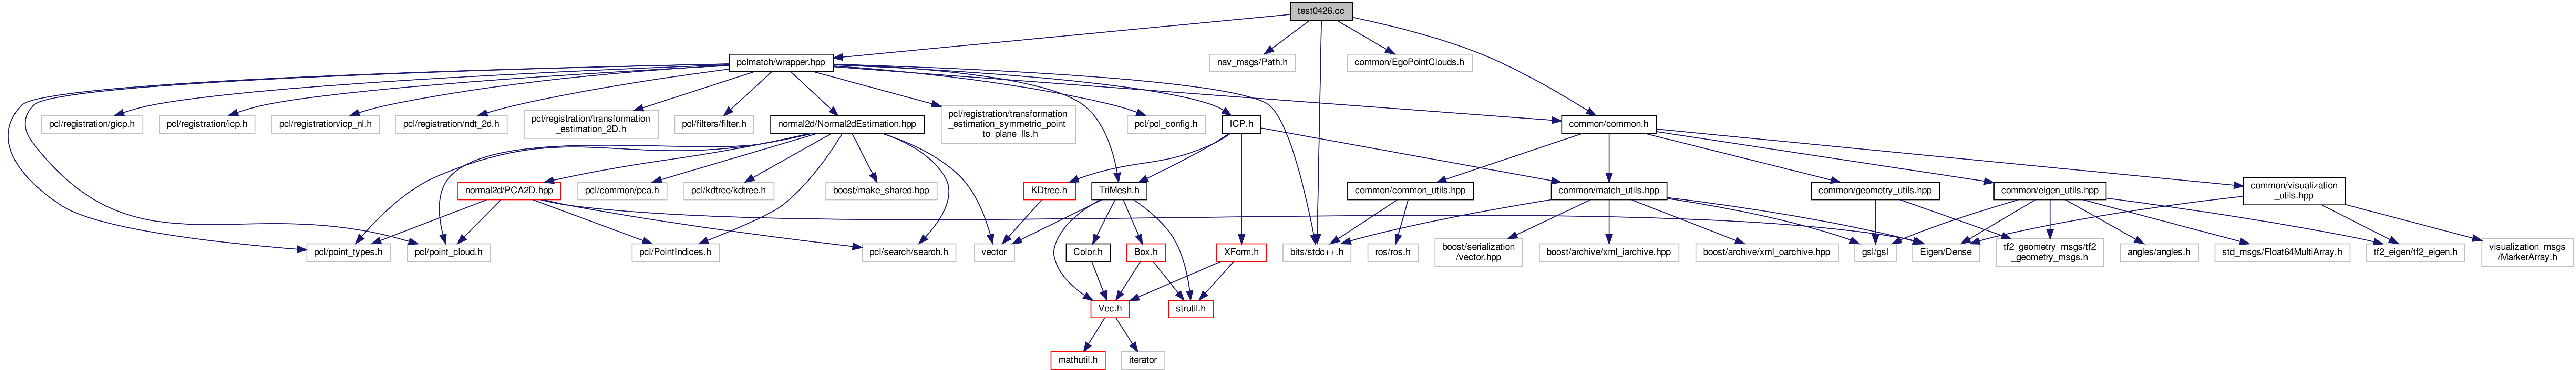 test0426.cc
pclmatch/wrapper.hpp
nav_msgs/Path.h
common/EgoPointClouds.h
pcl/registration/gicp.h
pcl/registration/icp.h
pcl/registration/icp_nl.h
pcl/registration/ndt_2d.h
pcl/registration/transformation
_estimation_2D.h
pcl/filters/filter.h
normal2d/Normal2dEstimation.hpp
pcl/registration/transformation
_estimation_symmetric_point
_to_plane_lls.h
pcl/pcl_config.h
ICP.h
common/common.h
normal2d/PCA2D.hpp
pcl/common/pca.h
pcl/kdtree/kdtree.h
boost/make_shared.hpp
KDtree.h
TriMesh.h
common/common_utils.hpp
common/match_utils.hpp
common/geometry_utils.hpp
common/eigen_utils.hpp
common/visualization
_utils.hpp
pcl/point_types.h
pcl/point_cloud.h
pcl/PointIndices.h
pcl/search/search.h
vector
Color.h
Box.h
XForm.h
bits/stdc++.h
ros/ros.h
boost/serialization
/vector.hpp
boost/archive/xml_iarchive.hpp
boost/archive/xml_oarchive.hpp
gsl/gsl
Eigen/Dense
tf2_geometry_msgs/tf2
_geometry_msgs.h
angles/angles.h
std_msgs/Float64MultiArray.h
tf2_eigen/tf2_eigen.h
visualization_msgs
/MarkerArray.h
Vec.h
strutil.h
mathutil.h
iterator